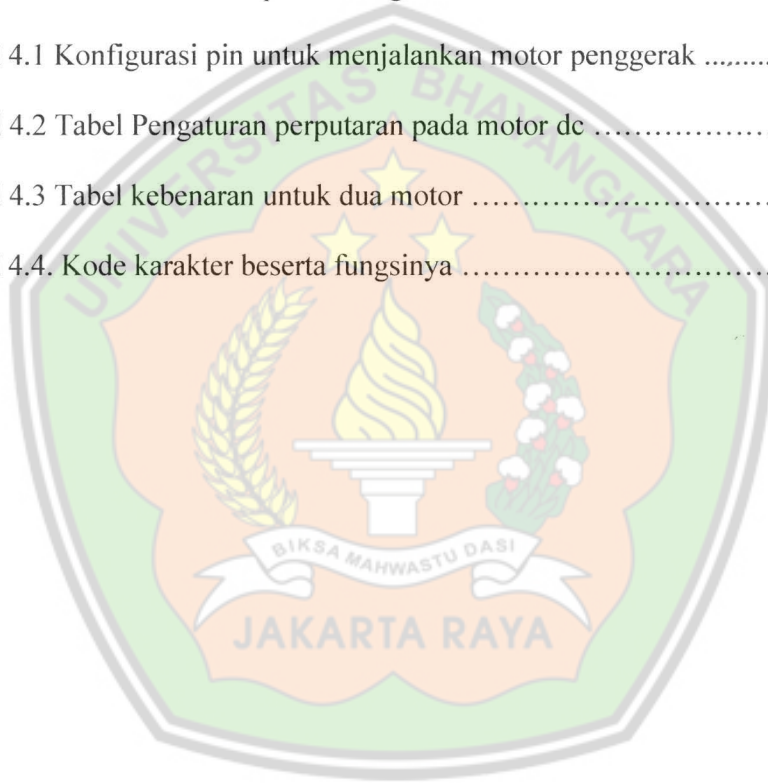 4.1 Konfigurasi pin untuk menjalankan motor penggerak ...,.....
4.2 Tabel Pengaturan perputaran pada motor dc ....................
4.3 Tabel kebenaran untuk dua motor ..................................
4.4. Kode karakter beserta fungsinya ...................................
UNIVERSITAS BHAYANGKARA
BIKSA MAHWASTU DASI
JAKARTA RAYA